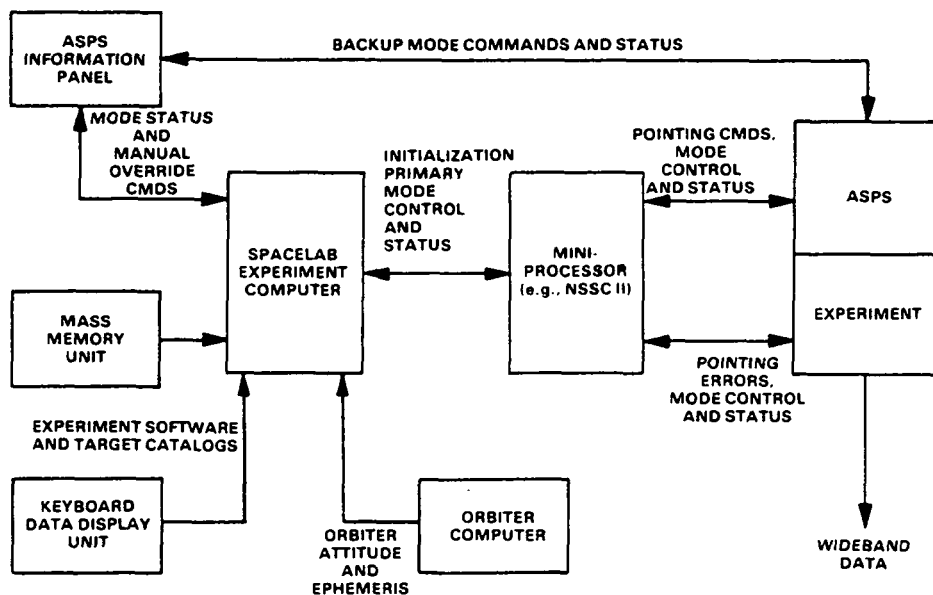 ASPS
INFORMATION
PANEL
BACKUP MODE COMMANDS AND STATUS
MODE STATUS
AND
MANUAL
OVERRIDE
CMDS
INITIALIZATION
PRIMARY
MODE
CONTROL
AND
STATUS
POINTING CMDS,
MODE
CONTROL
AND STATUS
ASPS
SPACELAB
EXPERIMENT
COMPUTER
MINI-
PROCESSOR
(e.g., NSSC II)
EXPERIMENT
MASS
MEMORY
UNIT
POINTING
ERRORS,
MODE CONTROL
AND STATUS
EXPERIMENT SOFTWARE
AND TARGET CATALOGS
KEYBOARD
DATA DISPLAY
UNIT
ORBITER
ATTITUDE
AND
EPHEMERIS
ORBITER
COMPUTER
WIDEBAND
DATA